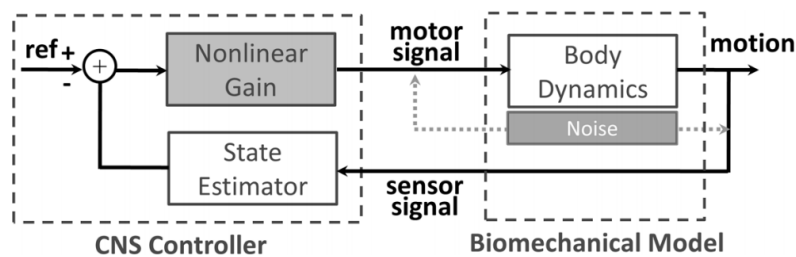 ref
+
-
+
Nonlinear
Gain
motor
signal
Body
Dynamics
motion
Noise
State
Estimator
sensor
signal
CNS Controller
Biomechanical Model